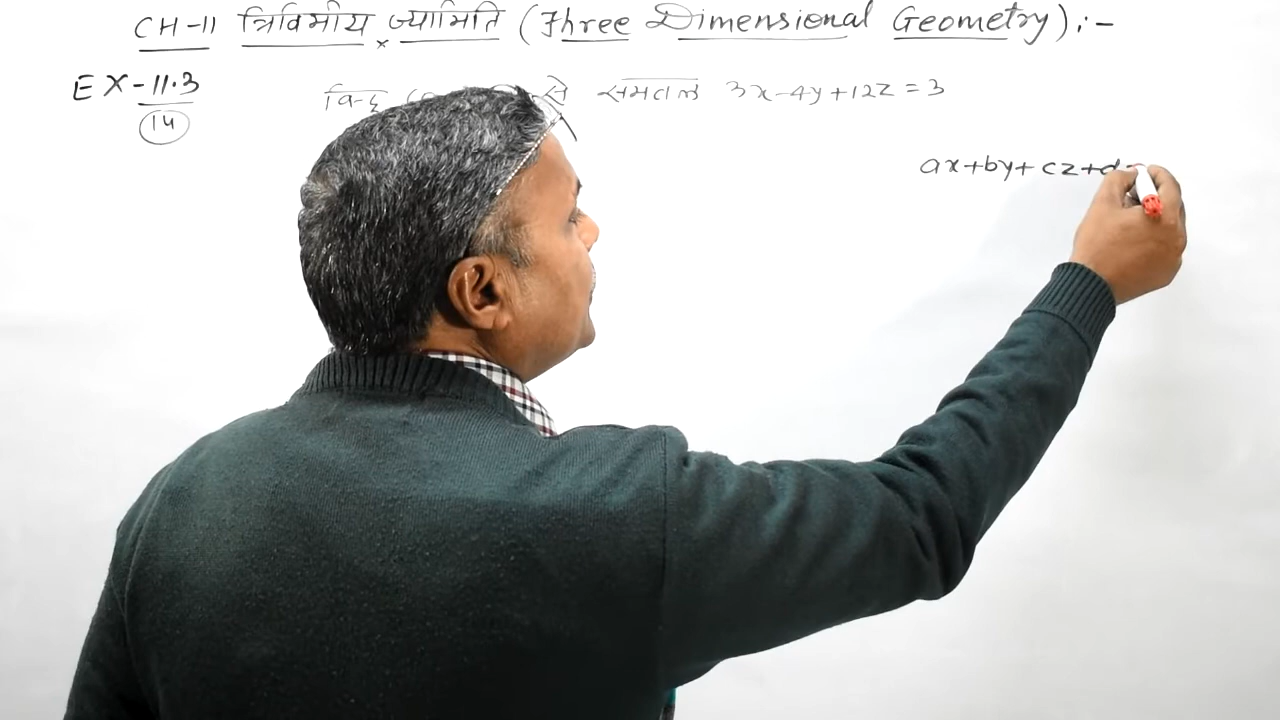 CH-11 त्रिविमीय ज्यामिति (Three Dimensional Geometry):-
EX-11.3
14
से समतल 3x-4y+12z=3
ax+by+cz+d